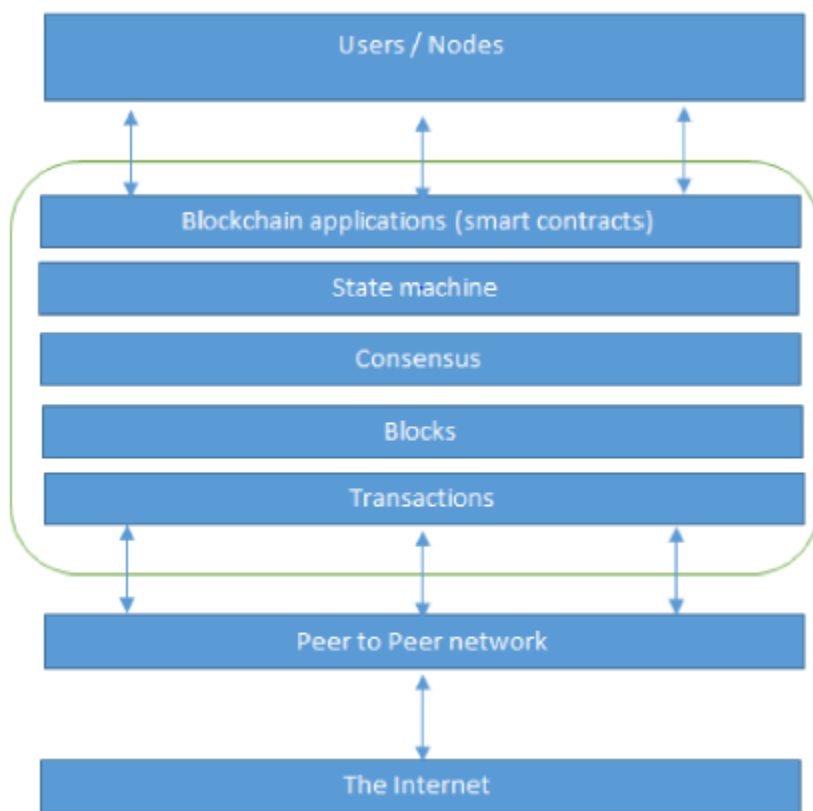 Users / Nodes
Blockchain applications (smart contracts)
State machine
Consensus
Blocks
Transactions
Peer to Peer network
The Internet